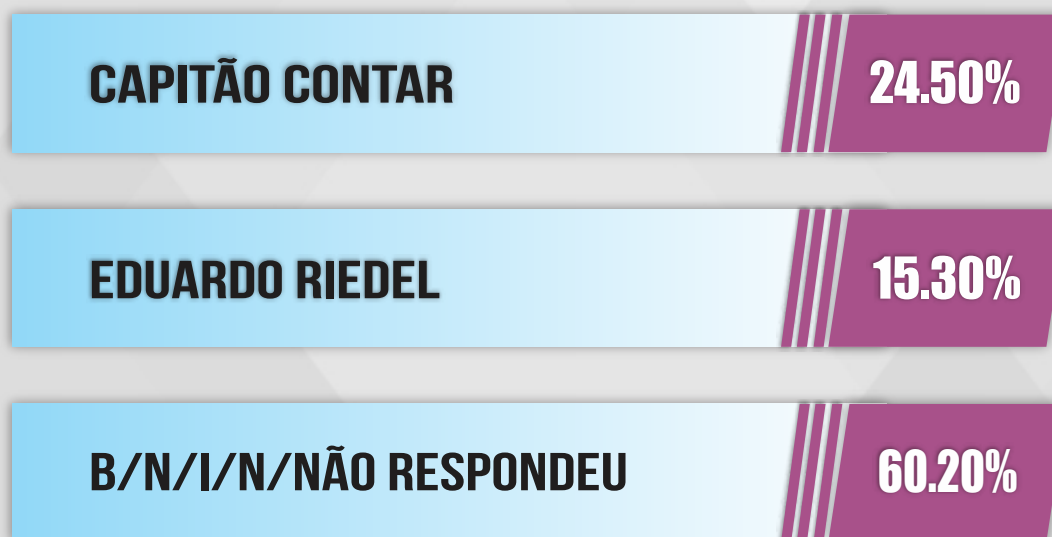 CAPITÃO CONTAR 24.50%
EDUARDO RIEDEL 15.30%
B/N/I/N/NÃO RESPONDEU 60.20%